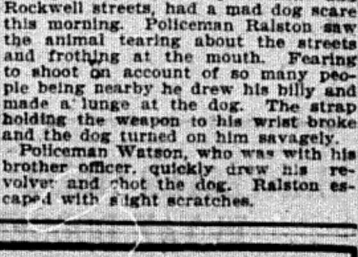 Rockwell streets, had a mad dog scare
this morning. Policeman Ralston saw
the animal tearing about the streets
and frothing at the mouth. Fearing
to shoot on account of so many peo-
ple being nearby he drew his billy and
made a lunge at the dog. The strap
holding the weapon to his wrist broke
and the dog turned on him savagely.
Policeman Watson, who was with his
brother officer, quickly drew his re-
volver and shot the dog. Ralston es-
caped with slight scratches.